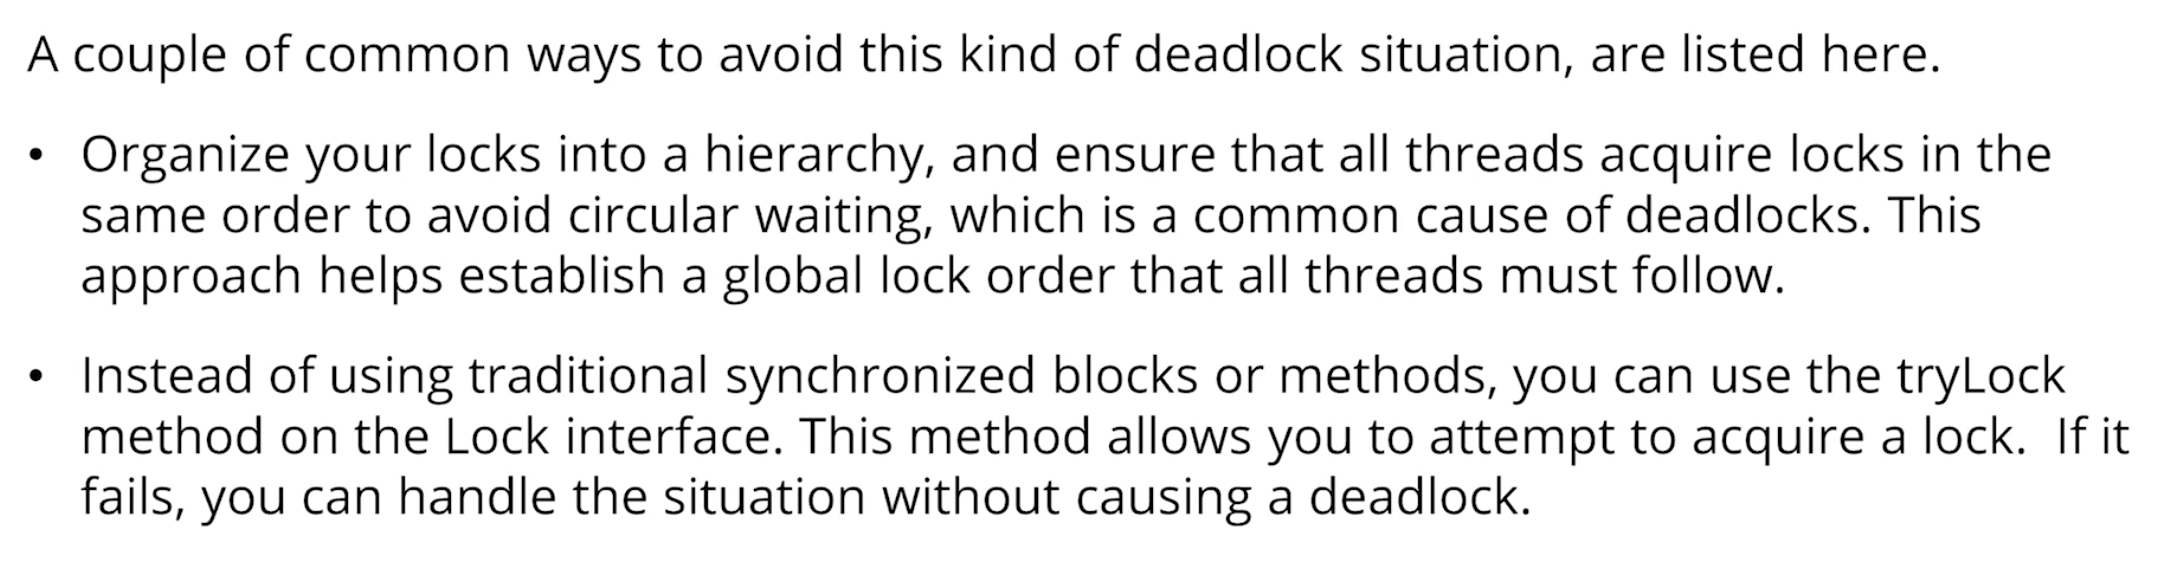 A couple of common ways to avoid this kind of deadlock situation, are listed here.
• Organize your locks into a hierarchy, and ensure that all threads acquire locks in the
same order to avoid circular waiting, which is a common cause of deadlocks. This
approach helps establish a global lock order that all threads must follow.
• Instead of using traditional synchronized blocks or methods, you can use the tryLock
method on the Lock interface. This method allows you to attempt to acquire a lock.  If it
fails, you can handle the situation without causing a deadlock.